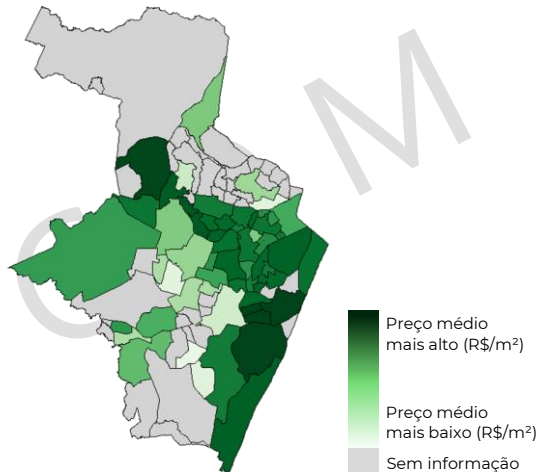 Preço médio
mais alto (R$/m²)
Preço médio
mais baixo (R$/m²)
Sem informação